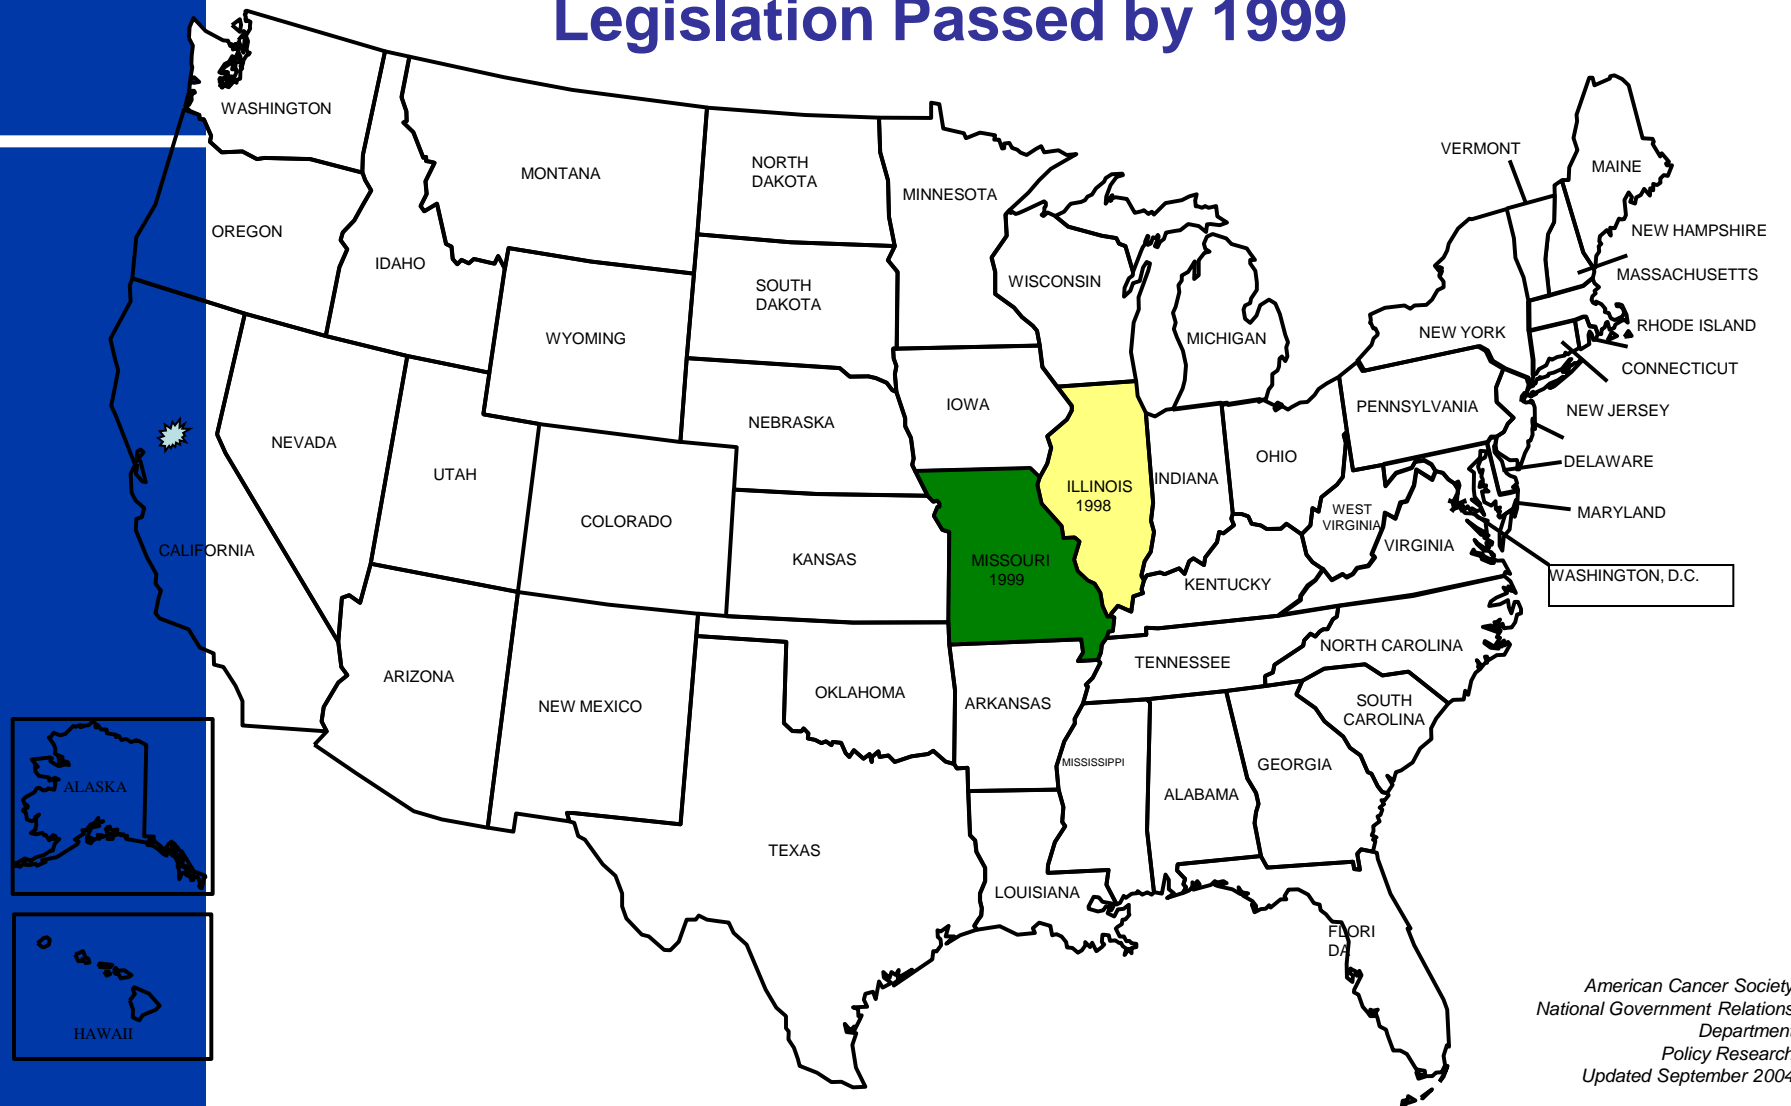 Legislation Passed by 1999
WASHINGTON
MONTANA
NORTH
DAKOTA
MINNESOTA
VERMONT
MAINE
OREGON
IDAHO
SOUTH
DAKOTA
WISCONSIN
NEW HAMPSHIRE
MASSACHUSETTS
WYOMING
MICHIGAN
NEW YORK
RHODE ISLAND
CONNECTICUT
NEVADA
UTAH
NEBRASKA
IOWA
PENNSYLVANIA
NEW JERSEY
OHIO
DELAWARE
COLORADO
ILLINOIS
1998
INDIANA
WEST
VIRGINIA
MARYLAND
CALIFORNIA
KANSAS
MISSOURI
1999
VIRGINIA
KENTUCKY
WASHINGTON, D.C.
ARIZONA
NEW MEXICO
OKLAHOMA
ARKANSAS
TENNESSEE
NORTH CAROLINA
SOUTH
CAROLINA
ALASKA
TEXAS
MISSISSIPPI
ALABAMA
GEORGIA
LOUISIANA
FLORI
DA
HAWAII
American Cancer Society
National Government Relations
Department
Policy Research
Updated September 2004